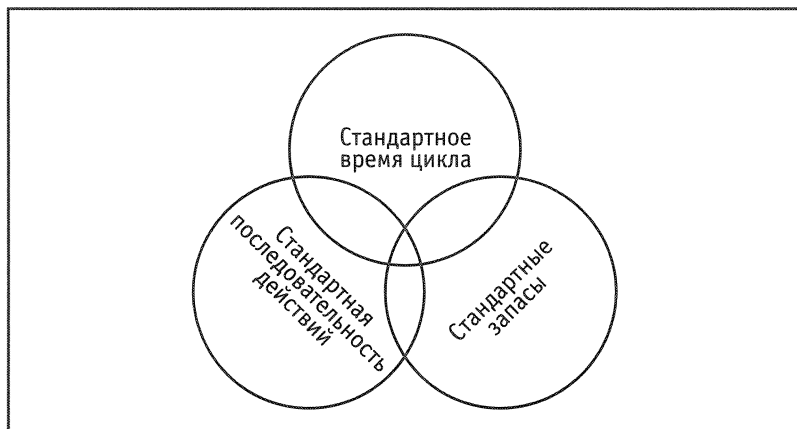 Стандартное
время цикла
Стандартная
последовательность
действий
Стандартные
запасы